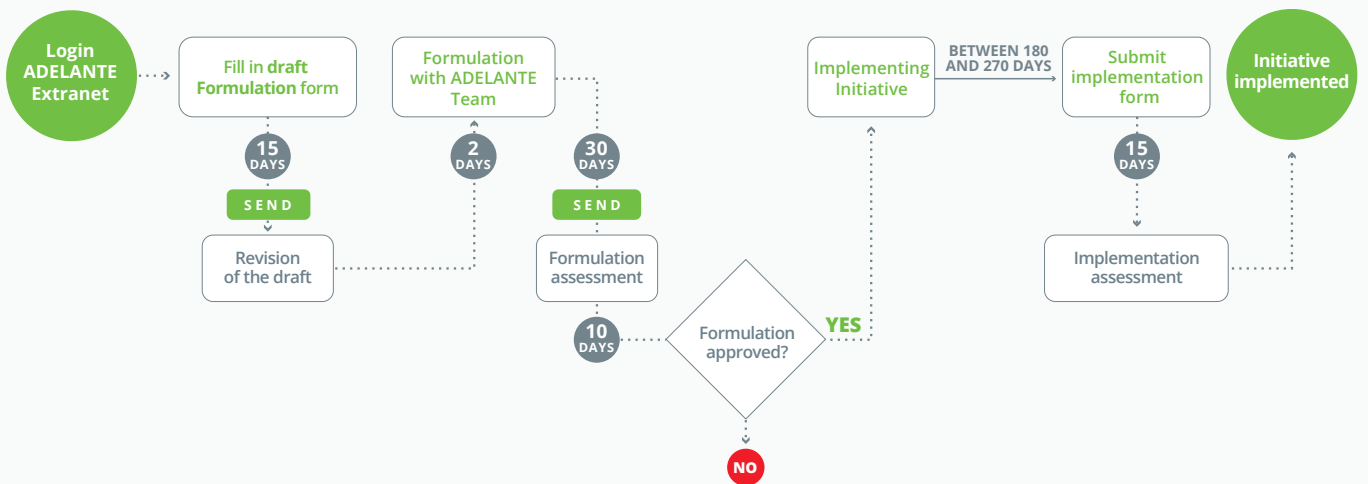 Login
ADELANTE
Extranet
Fill in draft
Formulation form
15
DAYS
SEND
Revision
of the draft
2
DAYS
Formulation
with ADELANTE
Team
30
DAYS
SEND
Formulation
assessment
10
DAYS
Formulation
approved?
NO
YES
Implementing
Initiative
BETWEEN 180
AND 270 DAYS
Submit
implementation
form
15
DAYS
Implementation
assessment
Initiative
implemented